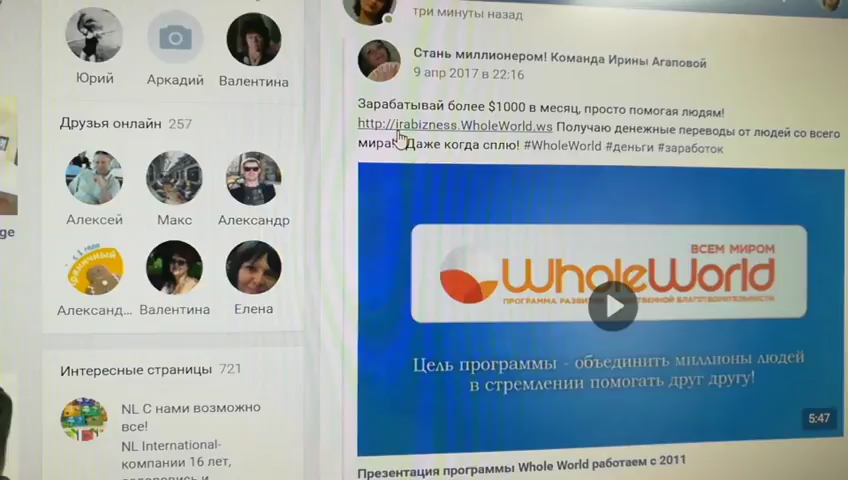 три минуты назад
Юрий
Аркадий
Валентина
Друзья онлайн 257
Алексей
Макс
Александр
Александ...
Валентина
Елена
Интересные страницы 721
NL С нами возможно
все!
NL International-
компании 16 лет,
ge
Стань миллионером! Команда Ирины Агаповой
9 апр 2017 в 22:16
Зарабатывай более $1000 в месяц, просто помогая людям!
http://irabizness.WholeWorld.ws Получаю денежные переводы от людей со всего
мира! Даже когда сплю! #WholeWorld #деньги #заработок
ВСЕМ МИРОМ
WholeWorld
ПРОГРАММА
Цель программы - объединить миллионы людей
в стремлении помогать друг другу!
5:47
Презентация программы Whole World работаем с 2011